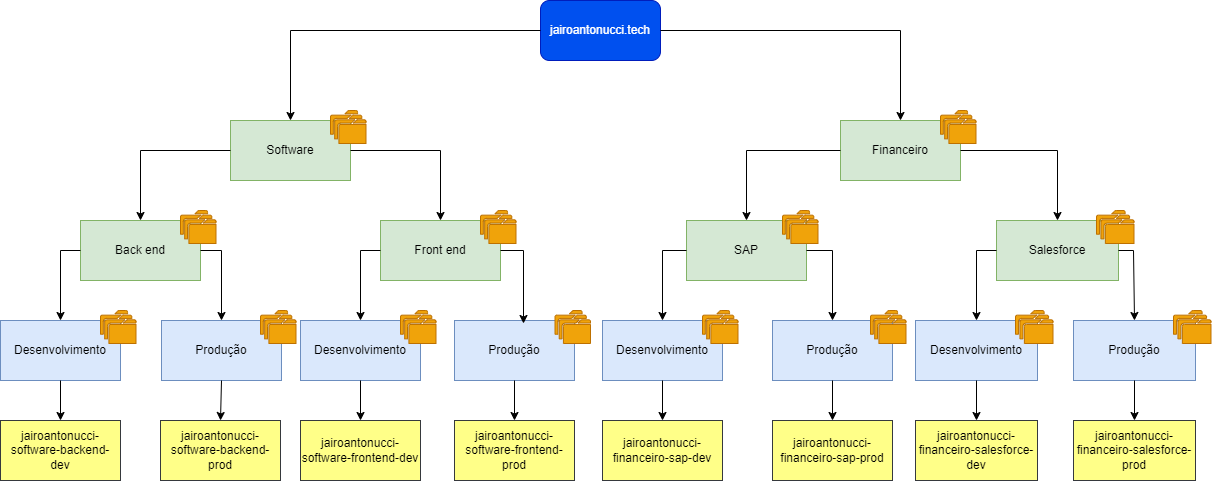 jairoantonucci.tech
Software
Financeiro
Back end
Front end
SAP
Salesforce
Desenvolvimento
Produção
Desenvolvimento
Produção
Desenvolvimento
Produção
Desenvolvimento
Produção
jairoantonucci-
software-backend-
dev
jairoantonucci-
software-backend-
prod
jairoantonucci-
software-frontend-dev
jairoantonucci-
software-frontend-
prod
jairoantonucci-
financeiro-sap-dev
jairoantonucci-
financeiro-sap-prod
jairoantonucci-
financeiro-salesforce-
dev
jairoantonucci-
financeiro-salesforce-
prod